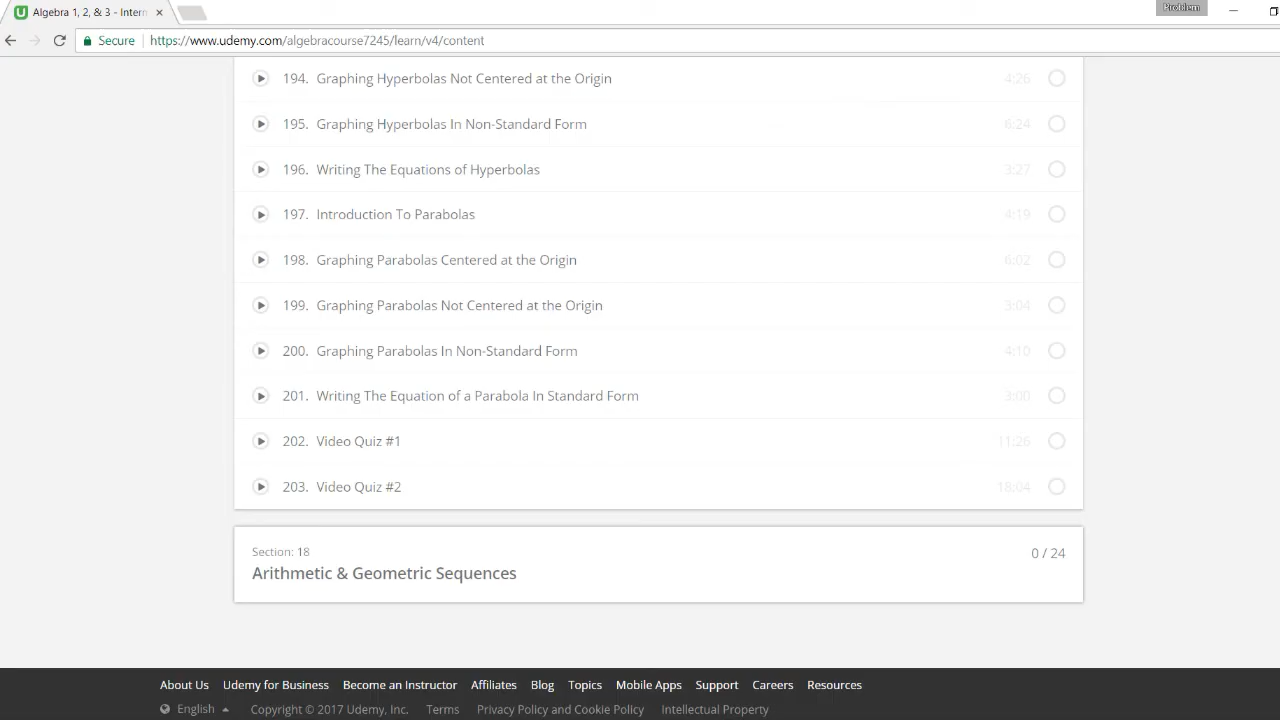 Algebra 1, 2, & 3 - Intern
Problem
Secure https://www.udemy.com/algebracourse7245/learn/v4/content
194. Graphing Hyperbolas Not Centered at the Origin 4:26
195. Graphing Hyperbolas In Non-Standard Form 6:24
196. Writing The Equations of Hyperbolas 3:27
197. Introduction To Parabolas 4:19
198. Graphing Parabolas Centered at the Origin 6:02
199. Graphing Parabolas Not Centered at the Origin 3:04
200. Graphing Parabolas In Non-Standard Form 4:10
201. Writing The Equation of a Parabola In Standard Form 3:00
202. Video Quiz #1 11:26
203. Video Quiz #2 18:04
Section: 18 0 / 24
Arithmetic & Geometric Sequences
About Us Udemy for Business Become an Instructor Affiliates Blog Topics Mobile Apps Support Careers Resources
English Copyright © 2017 Udemy, Inc. Terms Privacy Policy and Cookie Policy Intellectual Property